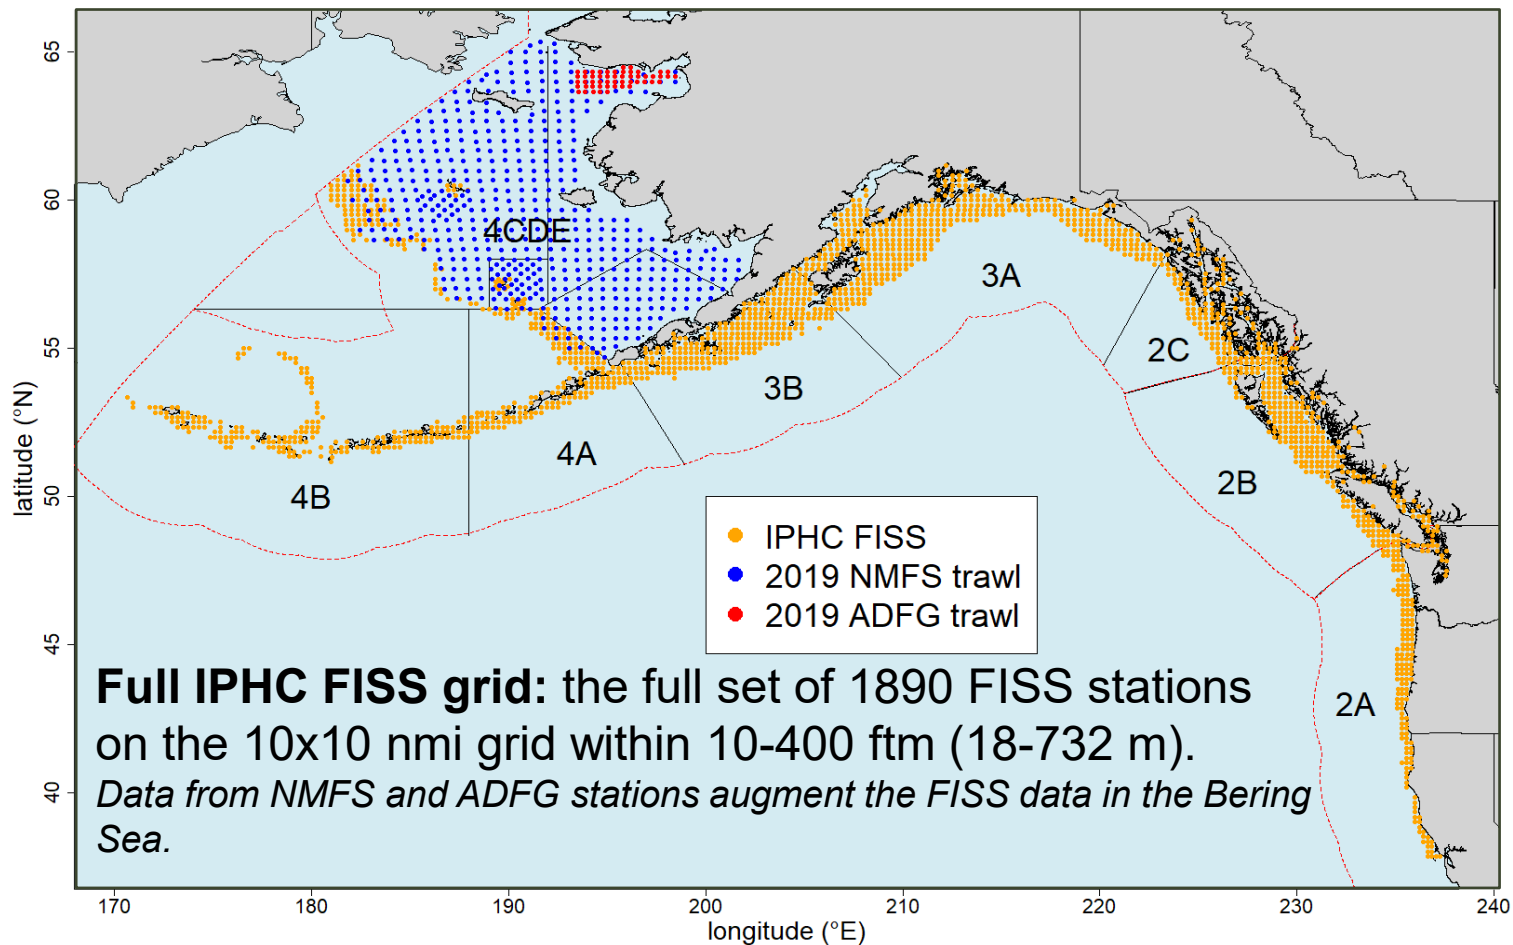 65
60
55
50
45
40
latitude (°N)
4CDE
3A
2C
3B
4A
2B
4B
2A
IPHC FISS
2019 NMFS trawl
2019 ADFG trawl
Full IPHC FISS grid: the full set of 1890 FISS stations
on the 10x10 nmi grid within 10-400 ftm (18-732 m).
Data from NMFS and ADFG stations augment the FISS data in the Bering
Sea.
170 180 190 200 210 220 230 240
longitude (°E)